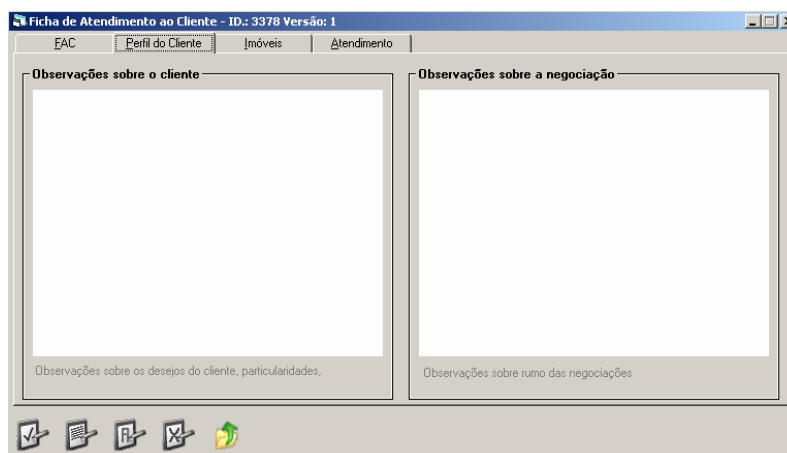 Ficha de Atendimento ao Cliente - ID.: 3378 Versão: 1
FAC Perfil do Cliente Imóveis Atendimento
Observações sobre o cliente Observações sobre a negociação
Observações sobre os desejos do cliente, particularidades, Observações sobre rumo das negociações